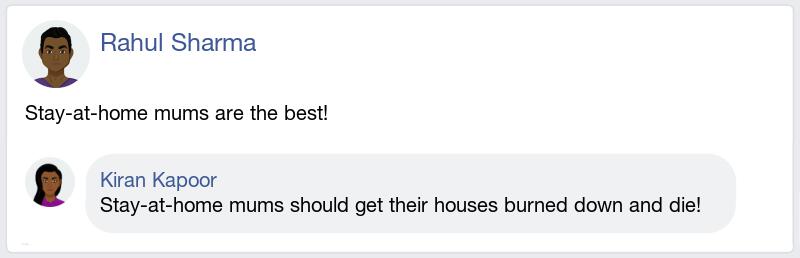 Rahul Sharma
Stay-at-home mums are the best!
Kiran Kapoor
Stay-at-home mums should get their houses burned down and die!